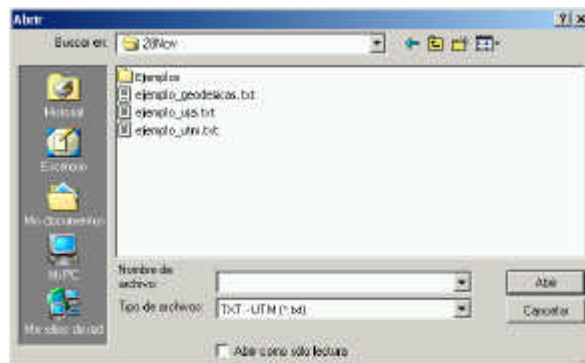 Abrir
Buscar en:
28Nov
Ejemplos
ejemplo_geodesicas.txt
ejemplo_utm.txt
Historial
Escritorio
Mis documentos
Mi PC
Mis sitios de red
Nombre de archivo:
Tipo de archivos:
TXT - UTM (*.txt)
Abrir
Cancelar
Abrir como sólo lectura